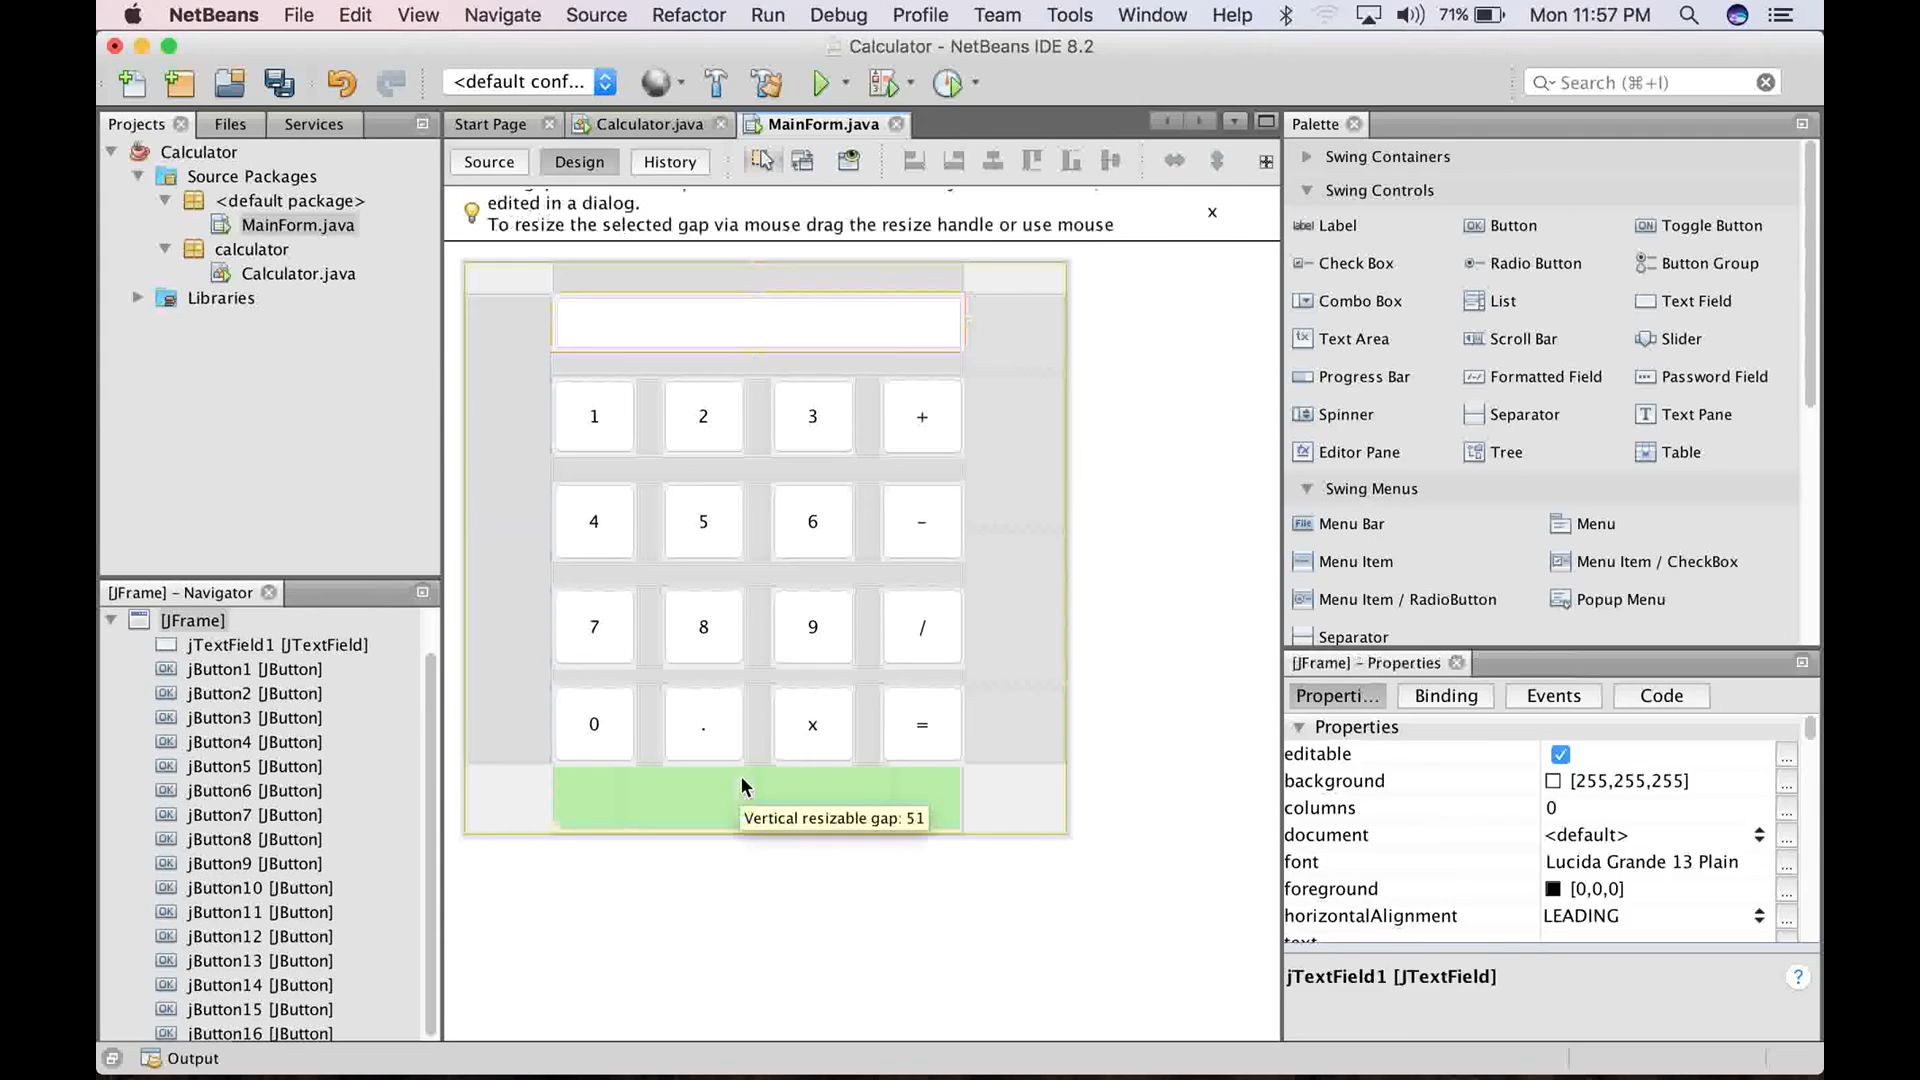 NetBeans File Edit View Navigate Source Refactor Run Debug Profile Team Tools Window Help 71% Mon 11:57 PM
Calculator - NetBeans IDE 8.2
<default conf... Search (⌘+I)
Projects Files Services
Calculator
Source Packages
<default package>
MainForm.java
calculator
Calculator.java
Libraries
[JFrame] - Navigator
[JFrame]
jTextField1 [JTextField]
jButton1 [JButton]
jButton2 [JButton]
jButton3 [JButton]
jButton4 [JButton]
jButton5 [JButton]
jButton6 [JButton]
jButton7 [JButton]
jButton8 [JButton]
jButton9 [JButton]
jButton10 [JButton]
jButton11 [JButton]
jButton12 [JButton]
jButton13 [JButton]
jButton14 [JButton]
jButton15 [JButton]
jButton16 [JButton]
Output
Start Page Calculator.java MainForm.java
Source Design History
edited in a dialog.
To resize the selected gap via mouse drag the resize handle or use mouse
x
1 2 3 +
4 5 6 -
7 8 9 /
0 . x =
Vertical resizable gap: 51
Palette
Swing Containers
Swing Controls
label Label OK Button ON Toggle Button
Check Box Radio Button Button Group
Combo Box List Text Field
Text Area Scroll Bar Slider
Progress Bar Formatted Field Password Field
Spinner Separator Text Pane
Editor Pane Tree Table
Swing Menus
File Menu Bar Menu
Menu Item Menu Item / CheckBox
Menu Item / RadioButton Popup Menu
Separator
[JFrame] - Properties
Properti... Binding Events Code
Properties
editable
background [255,255,255] ...
columns 0 ...
document <default> ...
font Lucida Grande 13 Plain ...
foreground [0,0,0] ...
horizontalAlignment LEADING ...
text
jTextField1 [JTextField] ?